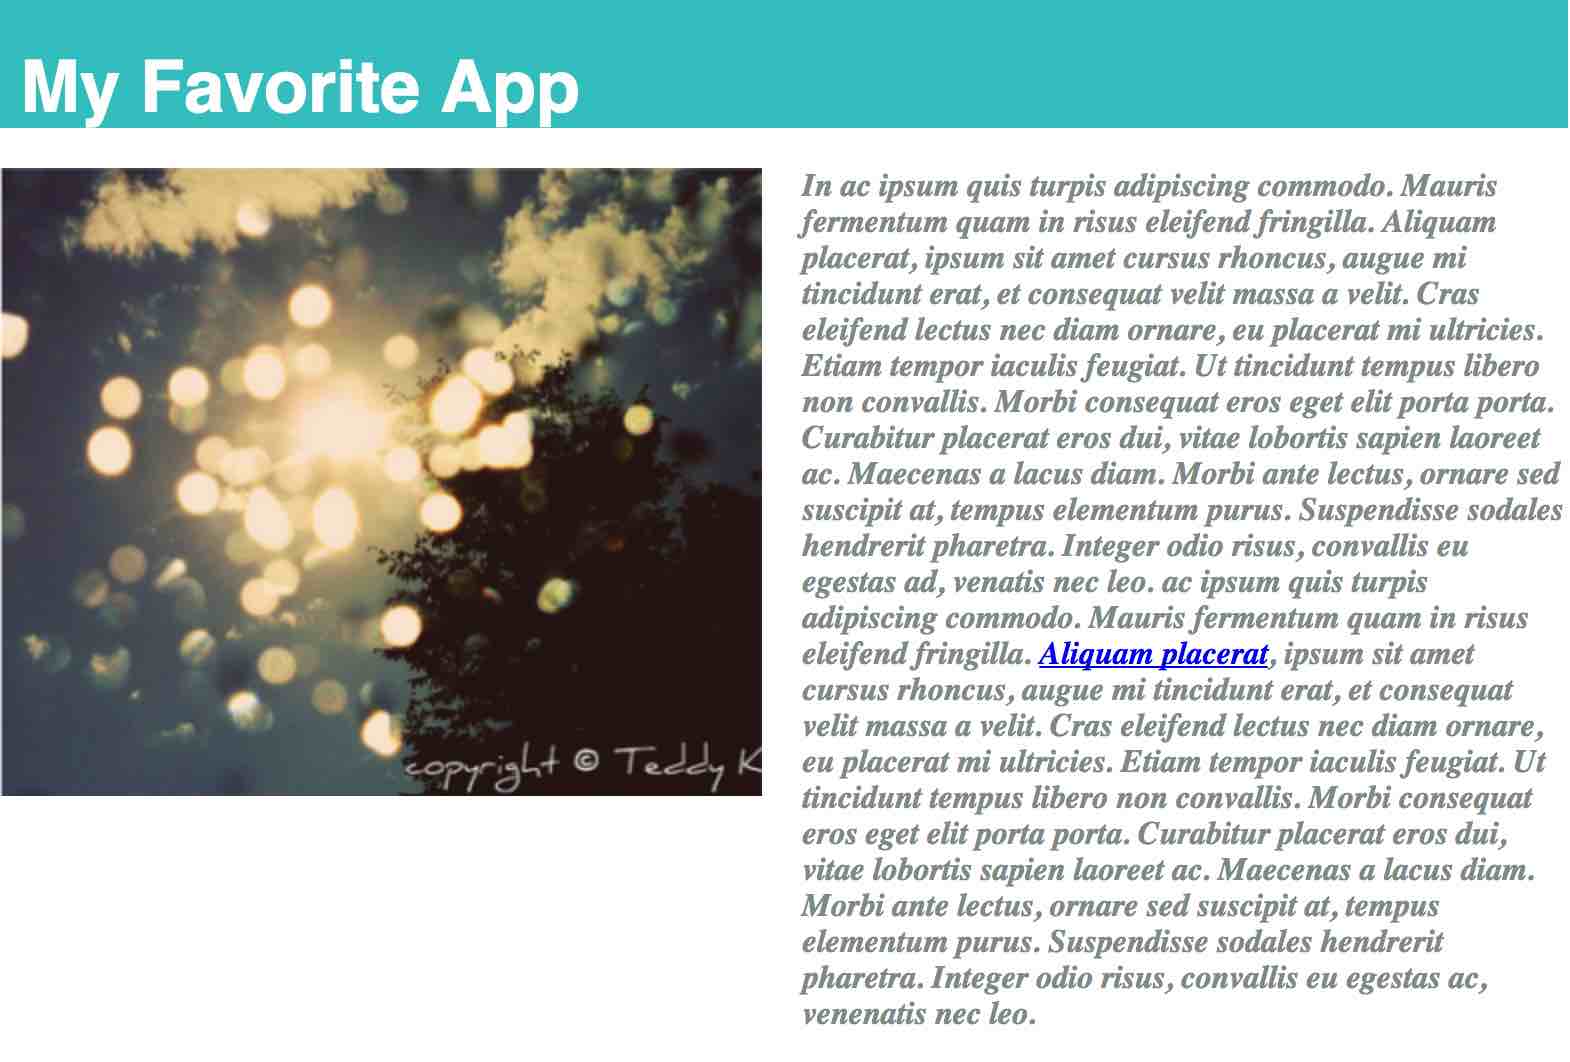 My Favorite App
In ac ipsum quis turpis adipiscing commodo. Mauris
fermentum quam in risus eleifend fringilla. Aliquam
placerat, ipsum sit amet cursus rhoncus, augue mi
tincidunt erat, et consequat velit massa a velit. Cras
eleifend lectus nec diam ornare, eu placerat mi ultricies.
Etiam tempor iaculis feugiat. Ut tincidunt tempus libero
non convallis. Morbi consequat eros eget elit porta porta.
Curabitur placerat eros dui, vitae lobortis sapien laoreet
ac. Maecenas a lacus diam. Morbi ante lectus, ornare sed
suscipit at, tempus elementum purus. Suspendisse sodales
hendrerit pharetra. Integer odio risus, convallis eu
egestas ad, venatis nec leo. ac ipsum quis turpis
adipiscing commodo. Mauris fermentum quam in risus
eleifend fringilla. Aliquam placerat, ipsum sit amet
cursus rhoncus, augue mi tincidunt erat, et consequat
velit massa a velit. Cras eleifend lectus nec diam ornare,
eu placerat mi ultricies. Etiam tempor iaculis feugiat. Ut
tincidunt tempus libero non convallis. Morbi consequat
eros eget elit porta porta. Curabitur placerat eros dui,
vitae lobortis sapien laoreet ac. Maecenas a lacus diam.
Morbi ante lectus, ornare sed suscipit at, tempus
elementum purus. Suspendisse sodales hendrerit
pharetra. Integer odio risus, convallis eu egestas ac,
venenatis nec leo.
copyright © Teddy K